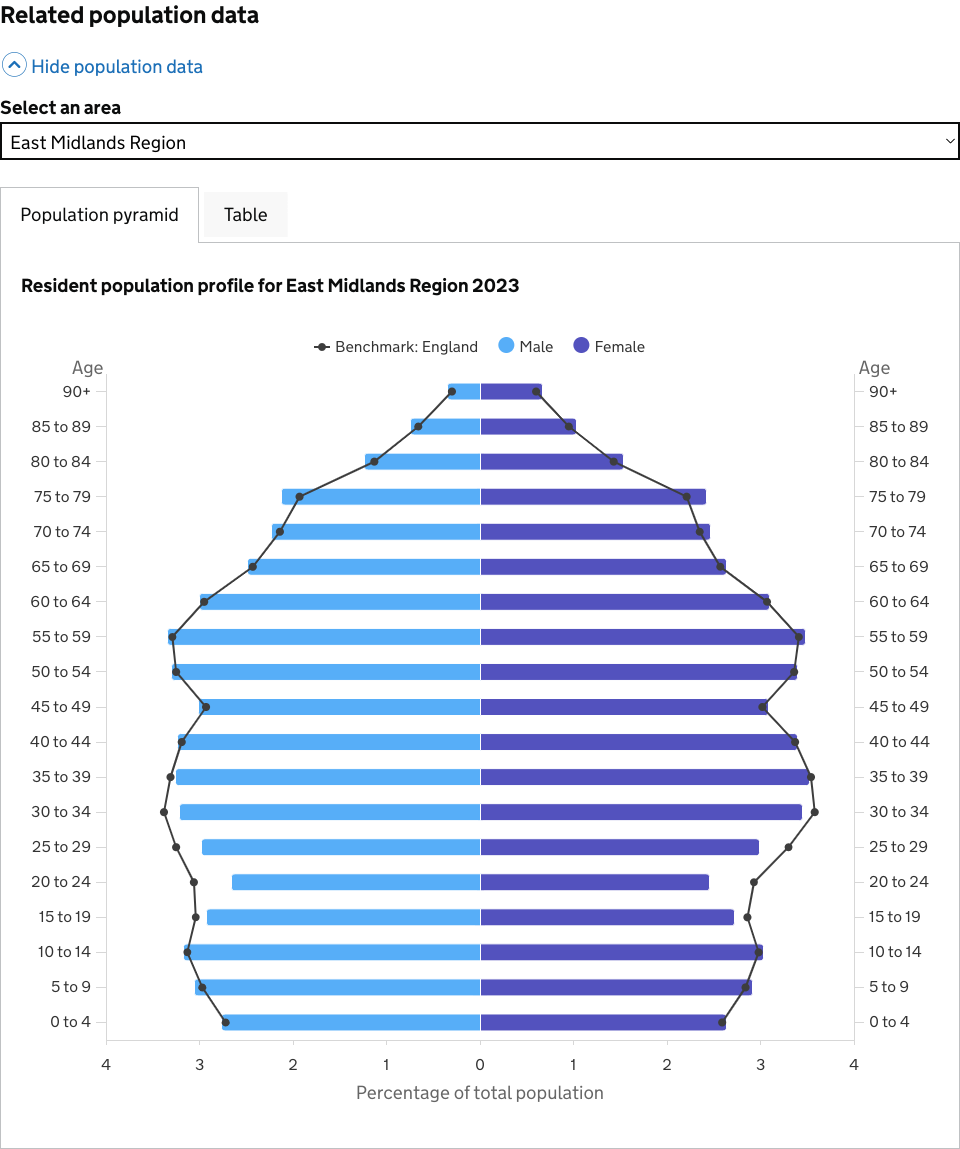 Related population data
Hide population data
Select an area
East Midlands Region
Population pyramid Table
Resident population profile for East Midlands Region 2023
Benchmark: England Male Female
Age Age
90+ 90+
85 to 89 85 to 89
80 to 84 80 to 84
75 to 79 75 to 79
70 to 74 70 to 74
65 to 69 65 to 69
60 to 64 60 to 64
55 to 59 55 to 59
50 to 54 50 to 54
45 to 49 45 to 49
40 to 44 40 to 44
35 to 39 35 to 39
30 to 34 30 to 34
25 to 29 25 to 29
20 to 24 20 to 24
15 to 19 15 to 19
10 to 14 10 to 14
5 to 9 5 to 9
0 to 4 0 to 4
4 3 2 1 0 1 2 3 4
Percentage of total population